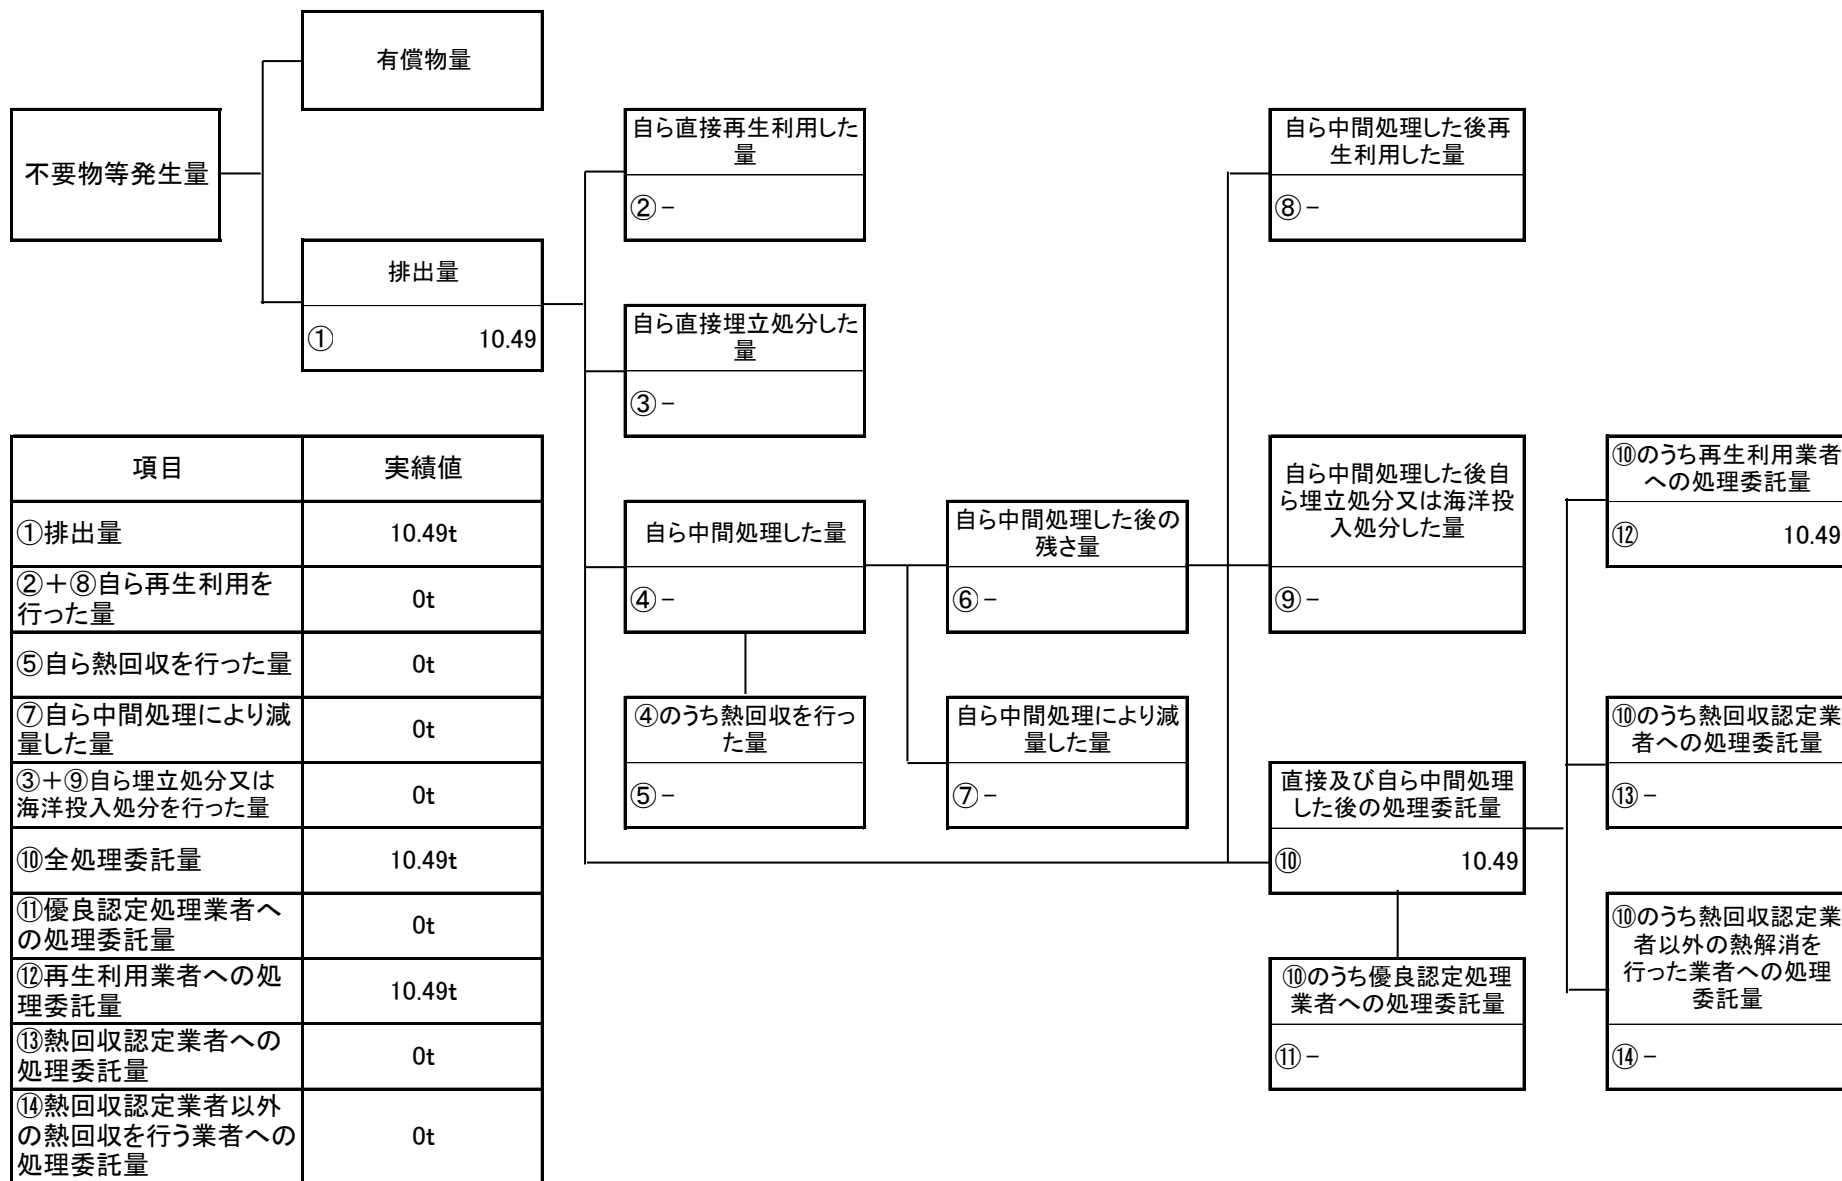 有償物量
不要物等発生量
排出量
① 10.49
自ら直接再生利用した
量
②－
自ら直接埋立処分した
量
③－
自ら中間処理した量
④－
④のうち熱回収を行っ
た量
⑤－
自ら中間処理した後の
残さ量
⑥－
自ら中間処理により減
量した量
⑦－
自ら中間処理した後再
生利用した量
⑧－
自ら中間処理した後自
ら埋立処分又は海洋投
入処分した量
⑨－
直接及び自ら中間処理
した後の処理委託量
⑩ 10.49
⑩のうち優良認定処理
業者への処理委託量
⑪－
⑩のうち再生利用業者
への処理委託量
⑫ 10.49
⑩のうち熱回収認定業
者への処理委託量
⑬－
⑩のうち熱回収認定業
者以外の熱解消を
行った業者への処理
委託量
⑭－
項目 実績値
①排出量 10.49t
②＋⑧自ら再生利用を
行った量 0t
⑤自ら熱回収を行った量 0t
⑦自ら中間処理により減
量した量 0t
③＋⑨自ら埋立処分又は
海洋投入処分を行った量 0t
⑩全処理委託量 10.49t
⑪優良認定処理業者へ
の処理委託量 0t
⑫再生利用業者への処
理委託量 10.49t
⑬熱回収認定業者への
処理委託量 0t
⑭熱回収認定業者以外
の熱回収を行う業者への
処理委託量 0t